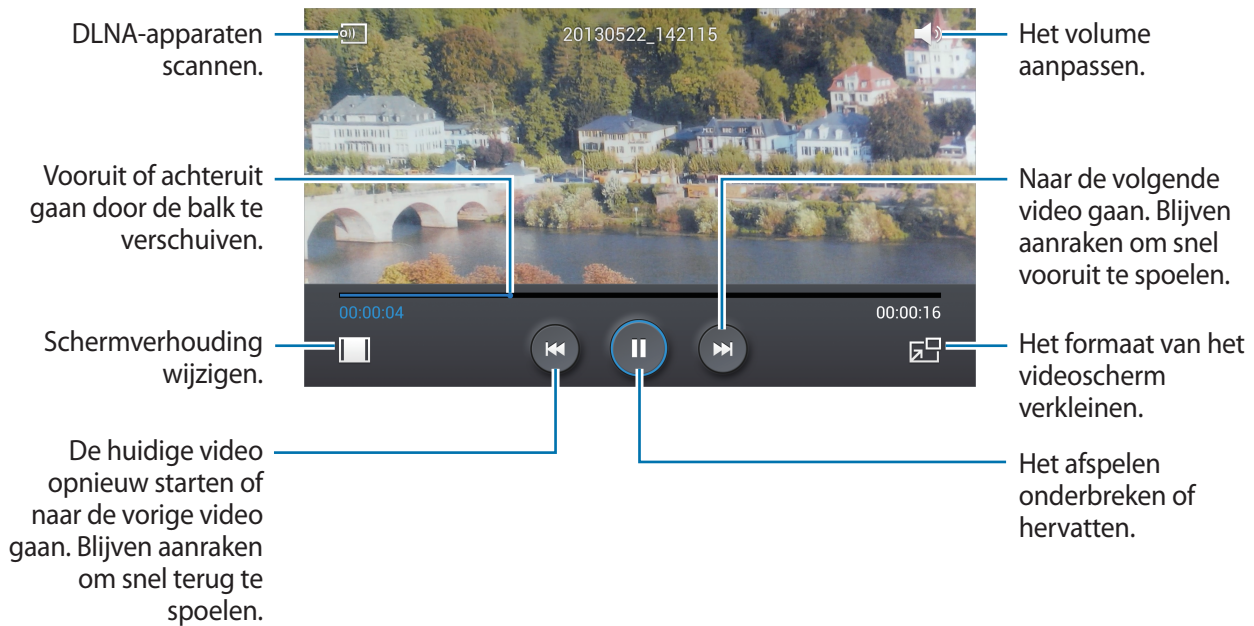 DLNA-apparaten
scannen.
20130522_142115
Het volume
aanpassen.
Vooruit of achteruit
gaan door de balk te
verschuiven.
Naar de volgende
video gaan. Blijven
aanraken om snel
vooruit te spoelen.
00:00:04
00:00:16
Schermverhouding
wijzigen.
Het formaat van het
videoscherm
verkleinen.
De huidige video
opnieuw starten of
naar de vorige video
gaan. Blijven aanraken
om snel terug te
spoelen.
Het afspelen
onderbreken of
hervatten.